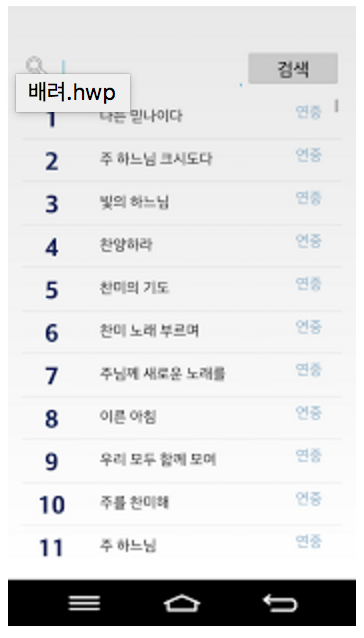 검색
배려.hwp
1 나는 믿나이다 연중
2 주 하느님 크시도다 연중
3 빛의 하느님 연중
4 찬양하라 연중
5 찬미의 기도 연중
6 찬미 노래 부르며 연중
7 주님께 새로운 노래를 연중
8 이른 아침 연중
9 우리 모두 함께 모여 연중
10 주를 찬미해 연중
11 주 하느님 연중